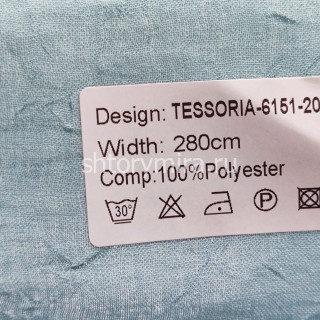 Design: TESSORIA-6151-20
Width: 280cm
shtorymira.ru
Comp:100%Polyester
30° P